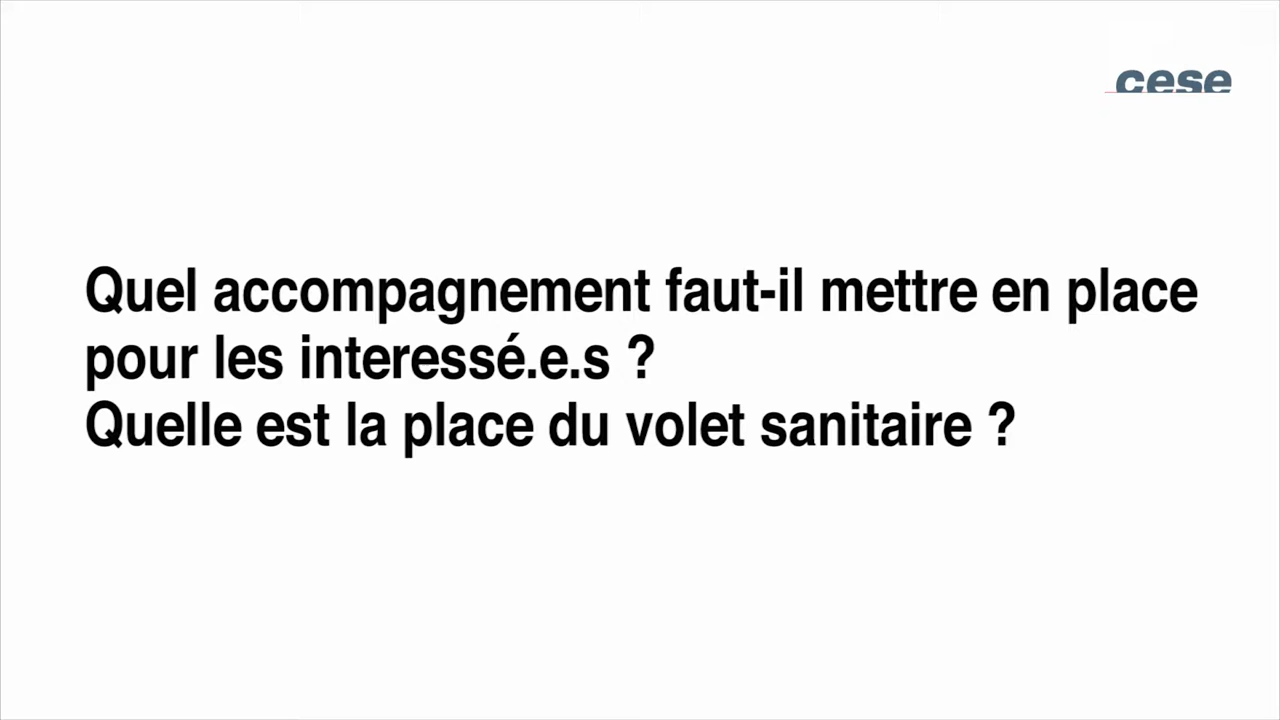 cese
Quel accompagnement faut-il mettre en place
pour les interessé.e.s ?
Quelle est la place du volet sanitaire ?